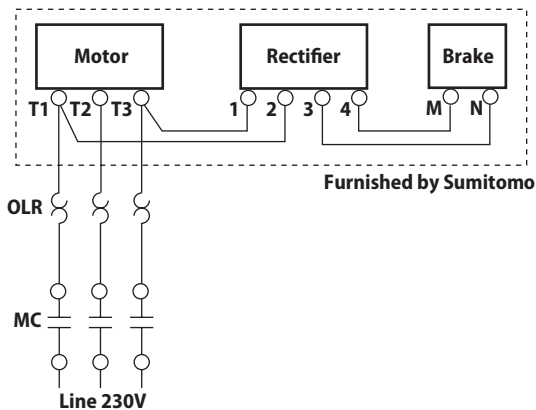 Motor Rectifier Brake
T1 T2 T3 1 2 3 4 M N
Furnished by Sumitomo
OLR
MC
Line 230V